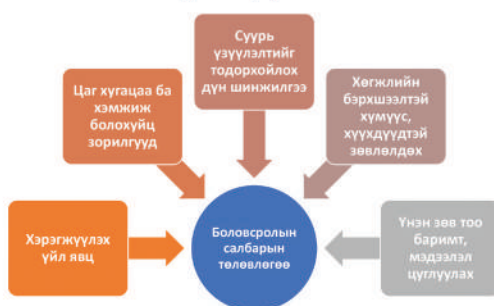 Суурь
үзүүлэлтийг
тодорхойлох
дүн шинжилгээ
Цаг хугацаа ба
хэмжиж
болохуйц
зорилгууд
Хөгжлийн
бэрхшээлтэй
хүмүүс,
хүүхдүүдтэй
зөвлөлдөх
Хэрэгжүүлэх
үйл явц
Боловсролын
салбарын
төлөвлөгөө
Үнэн зөв тоо
баримт,
мэдээлэл
цуглуулах